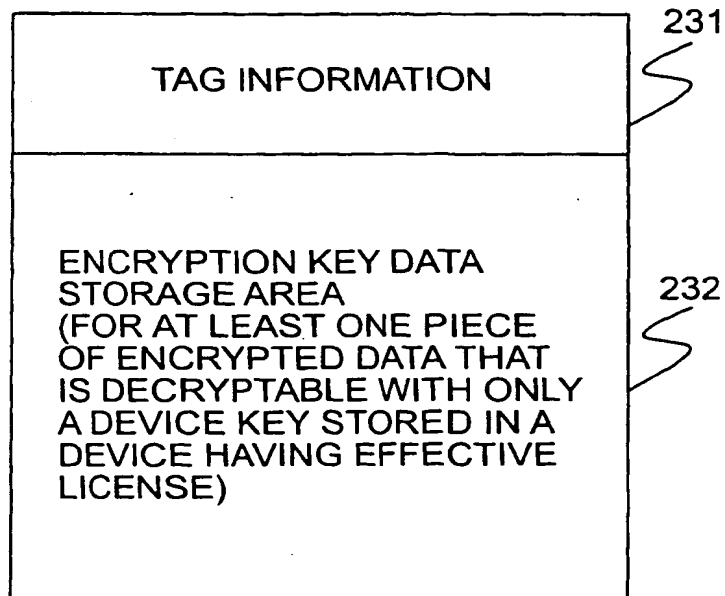 231
TAG INFORMATION
ENCRYPTION KEY DATA
STORAGE AREA
(FOR AT LEAST ONE PIECE
OF ENCRYPTED DATA THAT
IS DECRYPTABLE WITH ONLY
A DEVICE KEY STORED IN A
DEVICE HAVING EFFECTIVE
LICENSE)
232